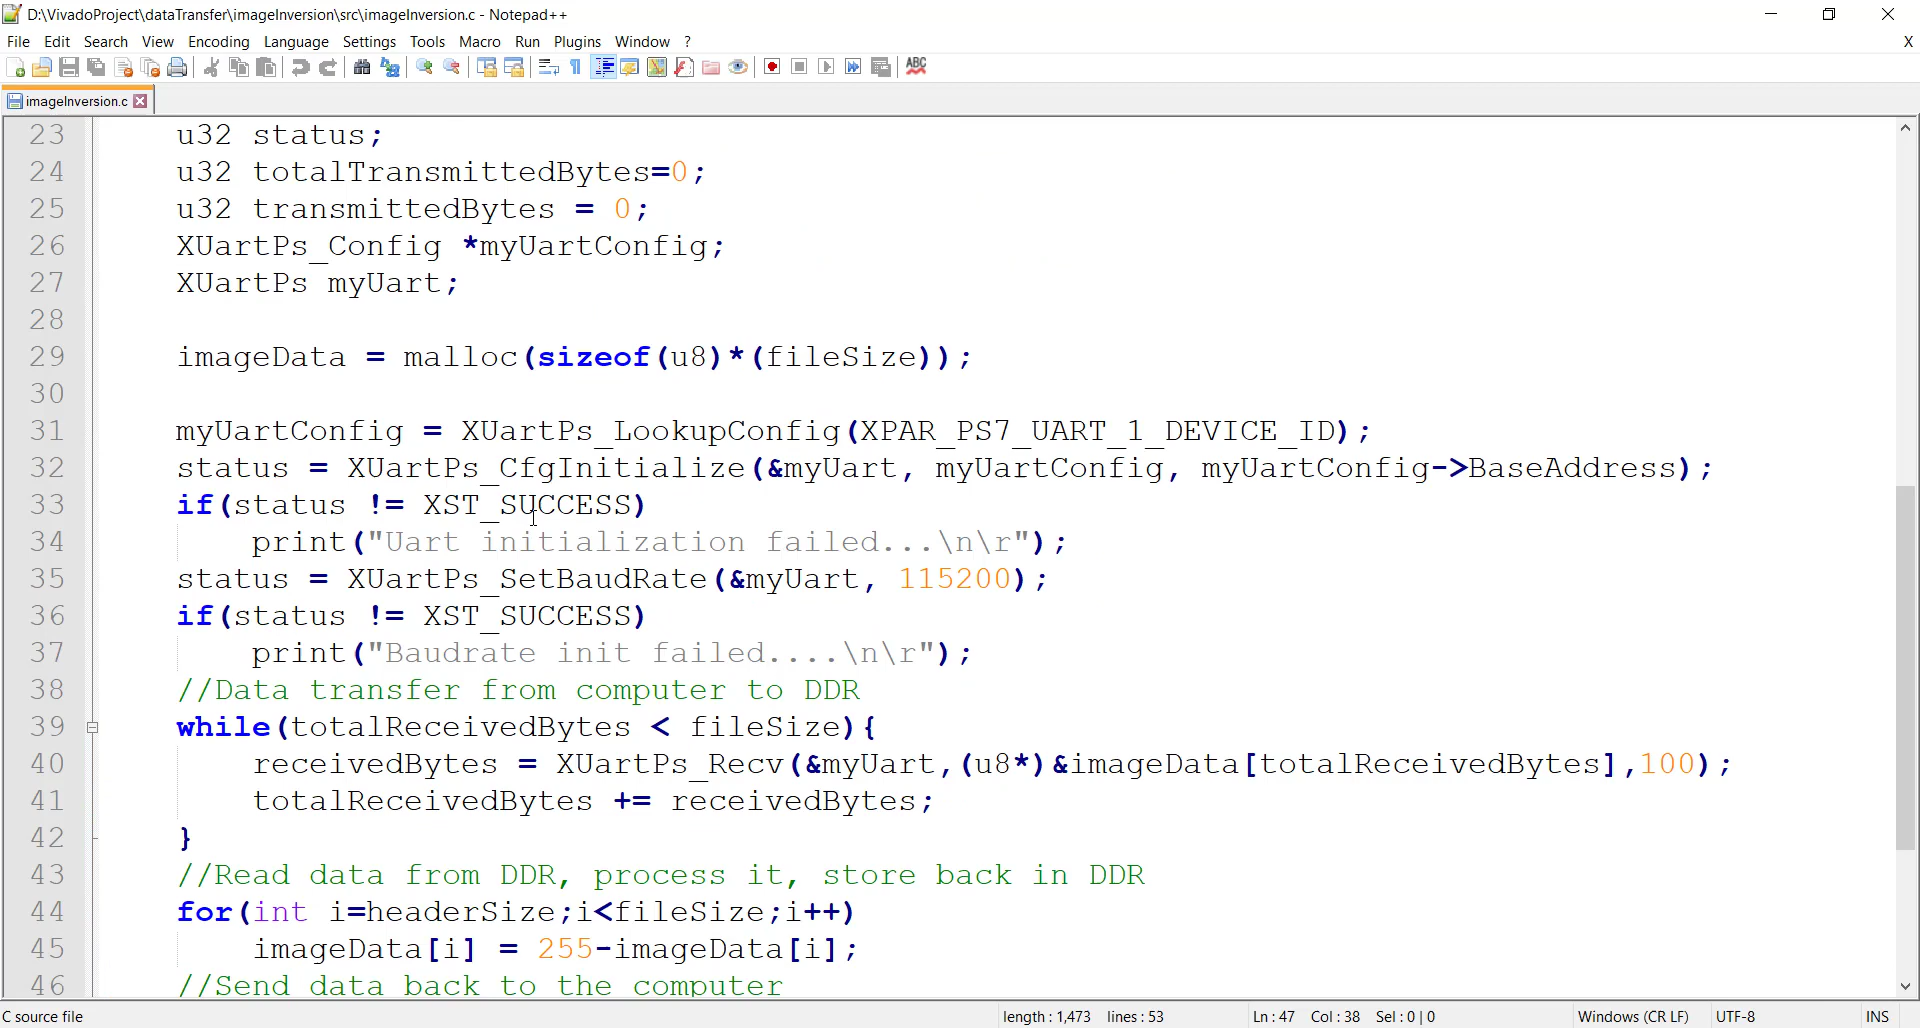 D:\VivadoProject\dataTransfer\imageInversion\src\imageInversion.c - Notepad++
File Edit Search View Encoding Language Settings Tools Macro Run Plugins Window ? X
ABC
imageInversion.c
23 u32 status;
24 u32 totalTransmittedBytes=0;
25 u32 transmittedBytes = 0;
26 XUartPs_Config *myUartConfig;
27 XUartPs myUart;
28
29 imageData = malloc(sizeof(u8)*(fileSize));
30
31 myUartConfig = XUartPs_LookupConfig(XPAR_PS7_UART_1_DEVICE_ID);
32 status = XUartPs_CfgInitialize(&myUart, myUartConfig, myUartConfig->BaseAddress);
33 if(status != XST_SUCCESS)
34 print("Uart initialization failed...\n\r");
35 status = XUartPs_SetBaudRate(&myUart, 115200);
36 if(status != XST_SUCCESS)
37 print("Baudrate init failed....\n\r");
38 //Data transfer from computer to DDR
39 while(totalReceivedBytes < fileSize){
40 receivedBytes = XUartPs_Recv(&myUart,(u8*)&imageData[totalReceivedBytes],100);
41 totalReceivedBytes += receivedBytes;
42 }
43 //Read data from DDR, process it, store back in DDR
44 for(int i=headerSize;i<fileSize;i++)
45 imageData[i] = 255-imageData[i];
46 //Send data back to the computer
C source file length : 1,473 lines : 53 Ln : 47 Col : 38 Sel : 0 | 0 Windows (CR LF) UTF-8 INS